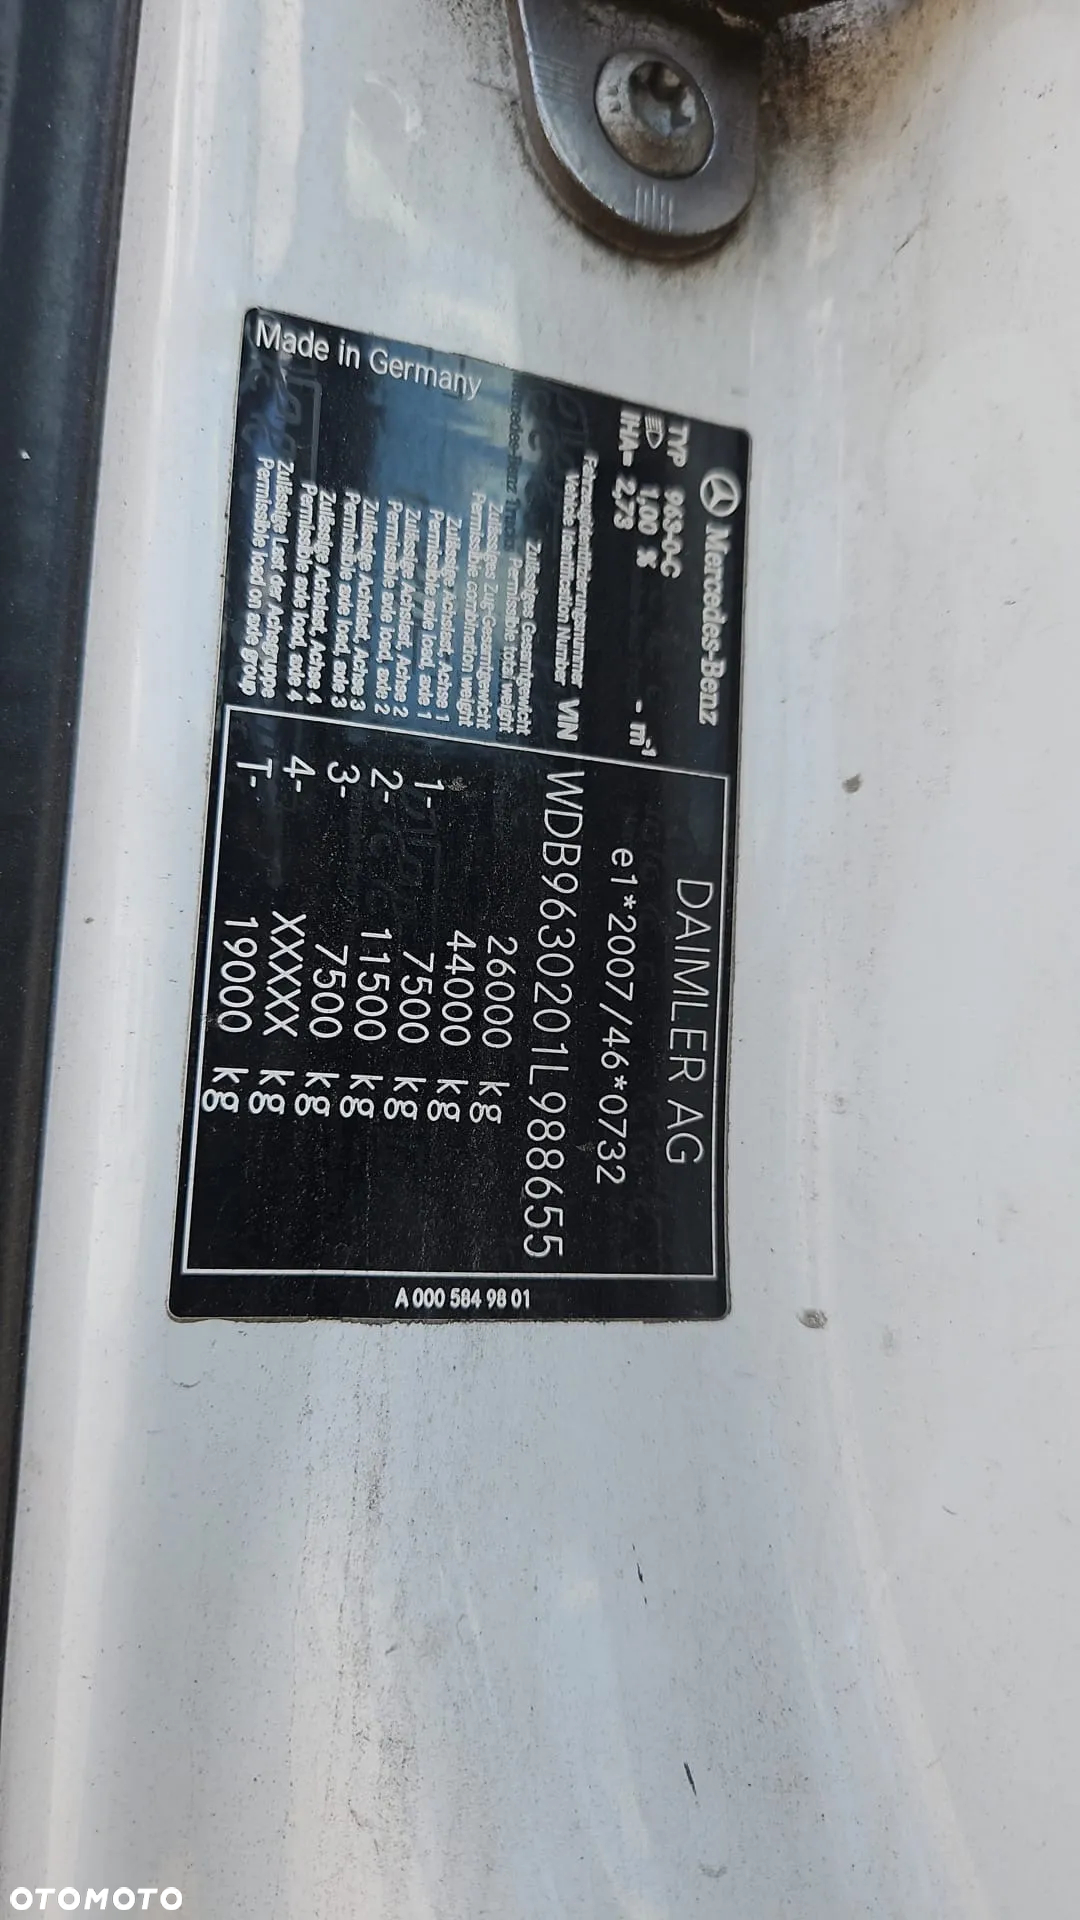 Mercedes-Benz
DAIMLER AG
TYP 963-0-C
1,00 % - m⁻¹
IHA= 2,73
e1*2007/46*0732
Fahrzeugidentifizierungsnummer
Vehicle Identification Number VIN WDB9630201L988655
Zulässiges Gesamtgewicht
Permissible total weight 26000 kg
Zulässiges Zug-Gesamtgewicht
Permissible combination weight 44000 kg
Zulässige Achslast, Achse 1
Permissible axle load, axle 1 1- 7500 kg
Zulässige Achslast, Achse 2
Permissible axle load, axle 2 2- 11500 kg
Zulässige Achslast, Achse 3
Permissible axle load, axle 3 3- 7500 kg
Zulässige Achslast, Achse 4
Permissible axle load, axle 4 4- XXXXX kg
Zulässige Last der Achsgruppe
Permissible load on axle group T- 19000 kg
Made in Germany
A 000 584 98 01
OTOMOTO